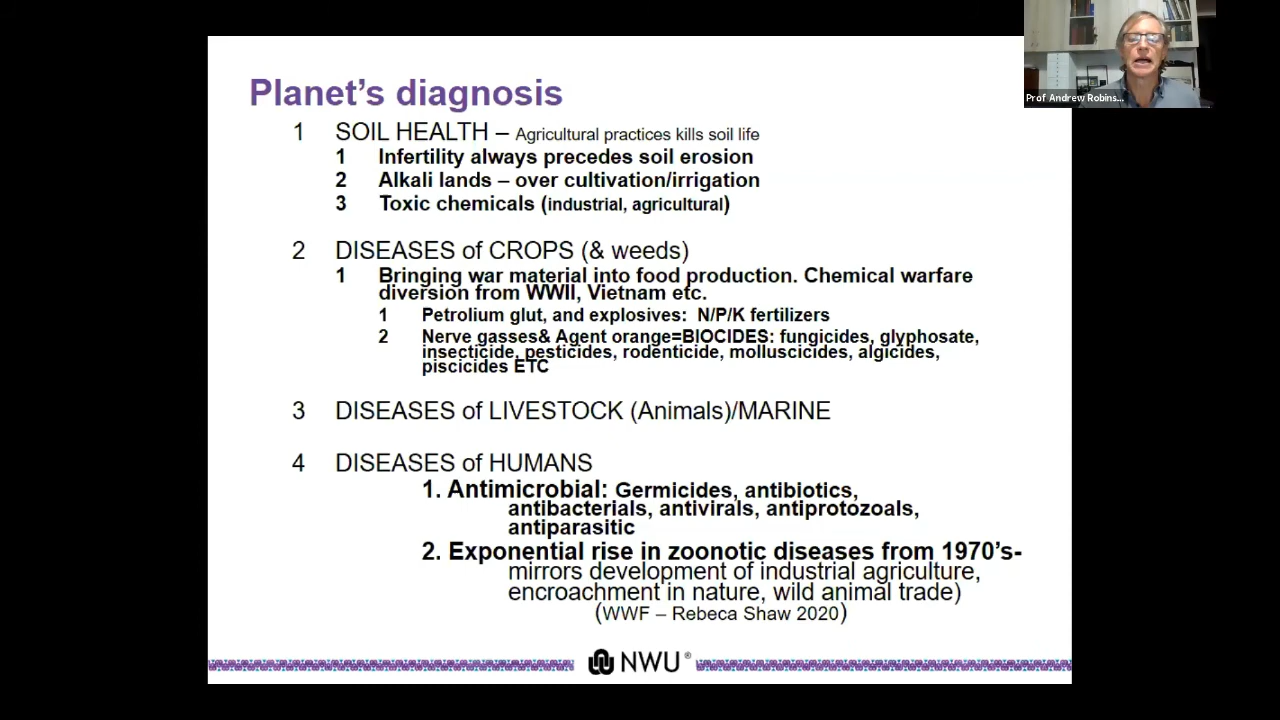 Prof Andrew Robins...
Planet's diagnosis
1 SOIL HEALTH – Agricultural practices kills soil life
1 Infertility always precedes soil erosion
2 Alkali lands – over cultivation/irrigation
3 Toxic chemicals (industrial, agricultural)
2 DISEASES of CROPS (& weeds)
1 Bringing war material into food production. Chemical warfare
diversion from WWII, Vietnam etc.
1 Petrolium glut, and explosives: N/P/K fertilizers
2 Nerve gasses& Agent orange=BIOCIDES: fungicides, glyphosate,
insecticide, pesticides, rodenticide, molluscicides, algicides,
piscicides ETC
3 DISEASES of LIVESTOCK (Animals)/MARINE
4 DISEASES of HUMANS
1. Antimicrobial: Germicides, antibiotics,
antibacterials, antivirals, antiprotozoals,
antiparasitic
2. Exponential rise in zoonotic diseases from 1970's-
mirrors development of industrial agriculture,
encroachment in nature, wild animal trade)
(WWF – Rebeca Shaw 2020)
NWU®